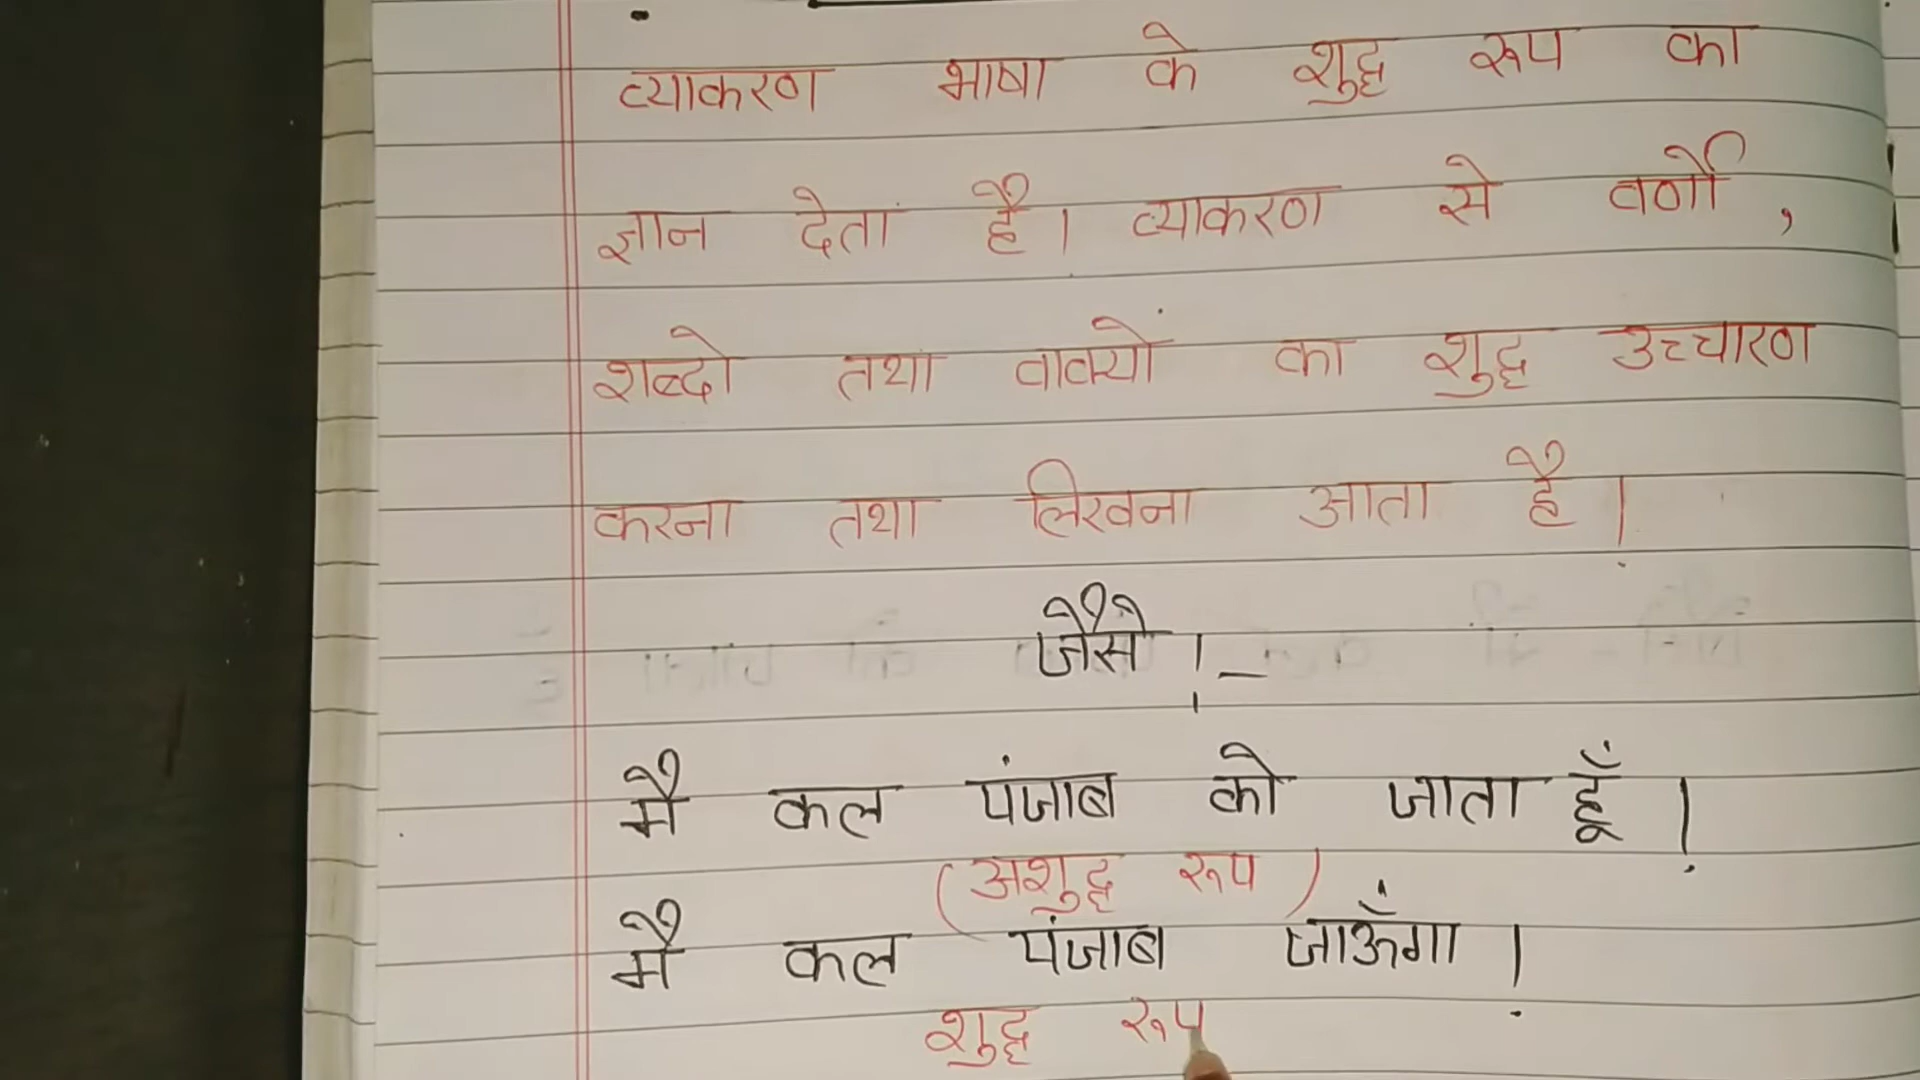 व्याकरण भाषा के शुद्ध रूप का
ज्ञान देता है। व्याकरण से वर्णो,
शब्दो तथा वाक्यों का शुद्ध उच्चारण
करना तथा लिखना आता है।
जैसे।-
मै कल पंजाब को जाता हूँ।
(अशुद्ध रूप)
मै कल पंजाब जाऊँगा।
शुद्ध रूप